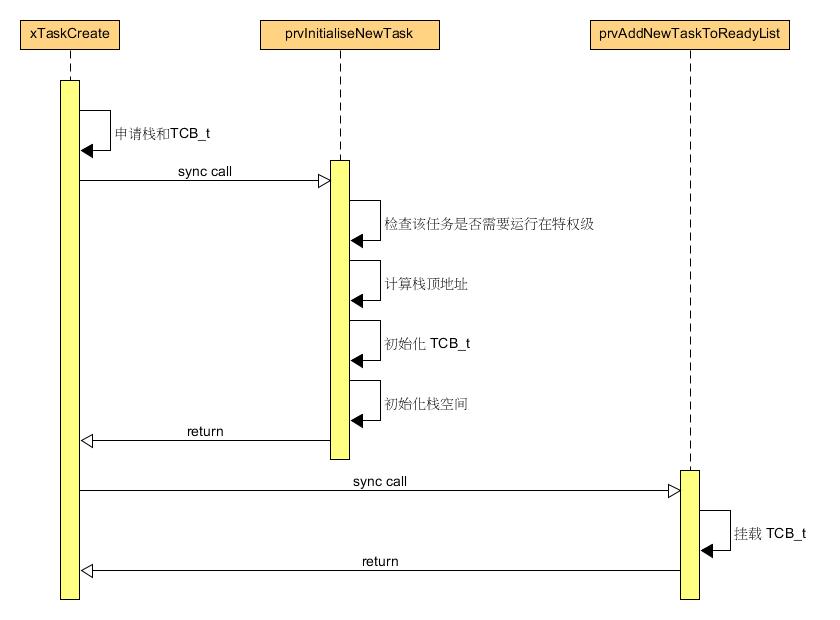 xTaskCreate
prvInitialiseNewTask
prvAddNewTaskToReadyList
申请栈和TCB_t
sync call
检查该任务是否需要运行在特权级
计算栈顶地址
初始化 TCB_t
初始化栈空间
return
sync call
挂载 TCB_t
return